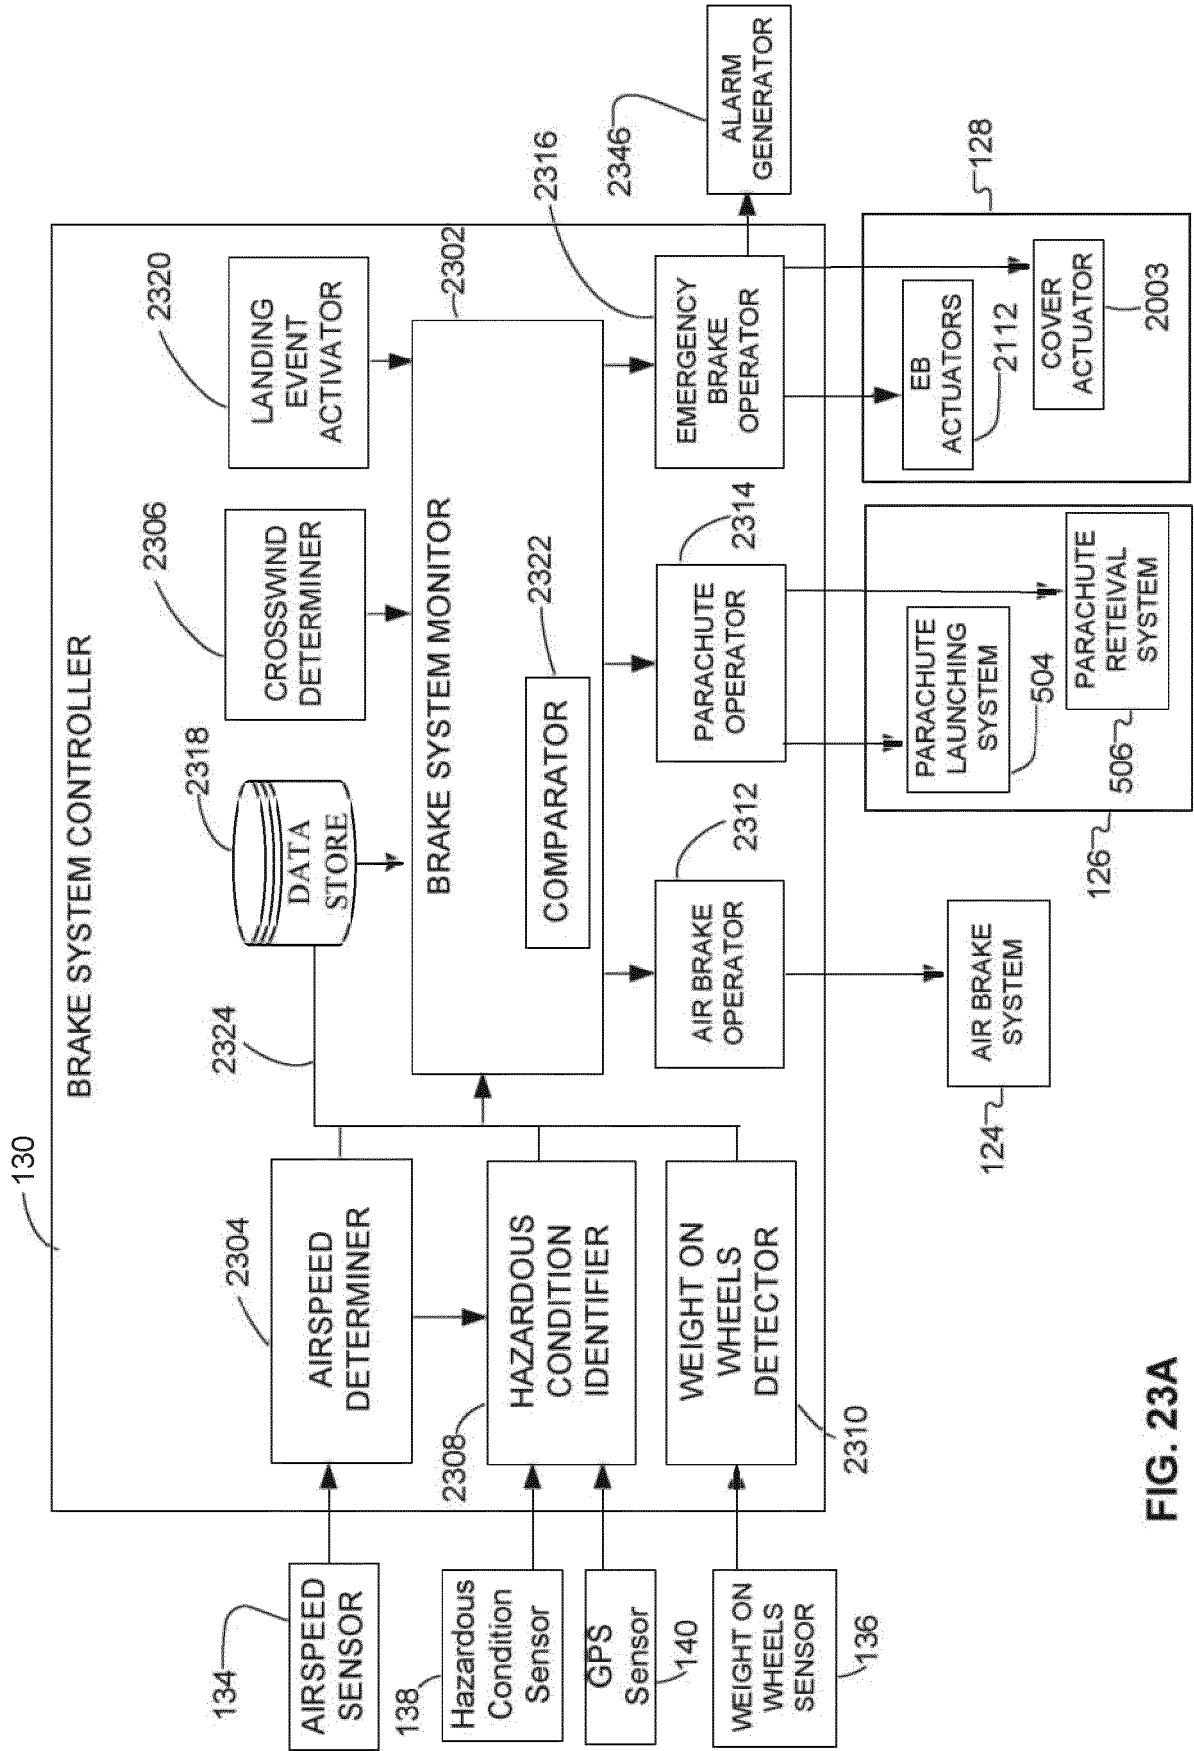 130
BRAKE SYSTEM CONTROLLER
134
AIRSPEED
SENSOR
2304
AIRSPEED
DETERMINER
2324
2318
DATA
STORE
2306
CROSSWIND
DETERMINER
2320
LANDING
EVENT
ACTIVATOR
138
Hazardous
Condition
Sensor
2308
HAZARDOUS
CONDITION
IDENTIFIER
2302
BRAKE SYSTEM MONITOR
COMPARATOR
2322
GPS
Sensor
140
WEIGHT ON
WHEELS
SENSOR
136
WEIGHT ON
WHEELS
DETECTOR
2310
AIR BRAKE
OPERATOR
2312
PARACHUTE
OPERATOR
2314
EMERGENCY
BRAKE
OPERATOR
2316
2346
ALARM
GENERATOR
124
AIR BRAKE
SYSTEM
126
PARACHUTE
LAUNCHING
SYSTEM
504
506
PARACHUTE
RETEIVAL
SYSTEM
128
EB
ACTUATORS
2112
COVER
ACTUATOR
2003
FIG. 23A